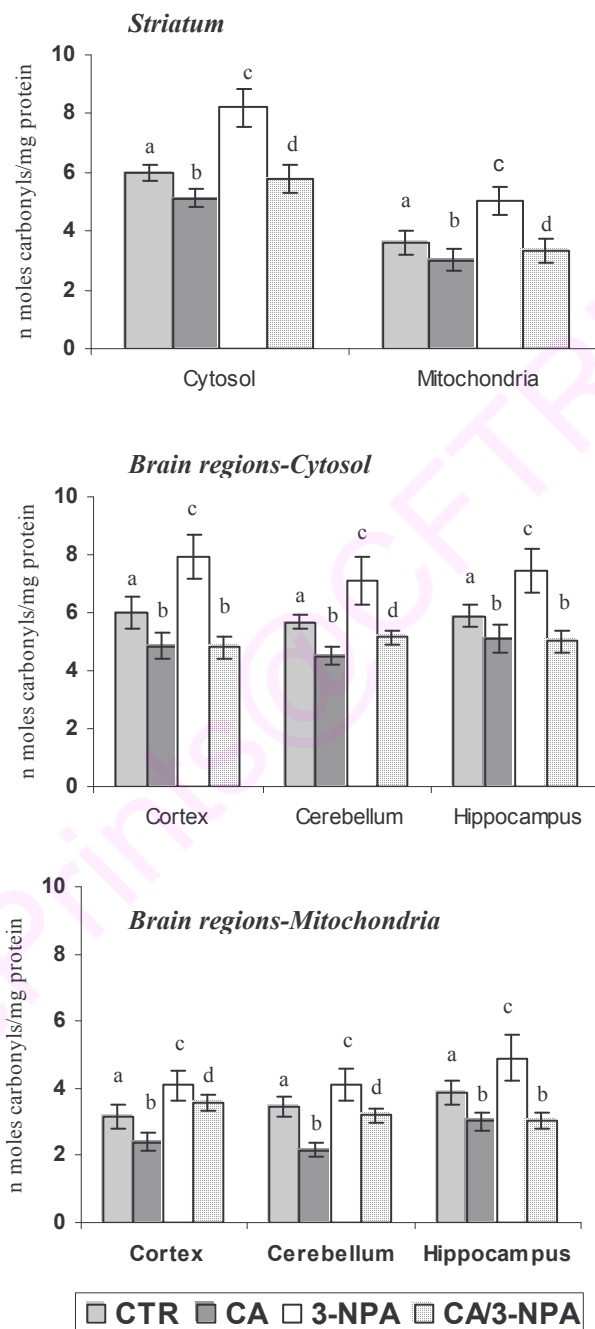 Striatum
n moles carbonyls/mg protein
10
8
6
4
2
0
a
b
c
d
a
b
c
d
Cytosol
Mitochondria
Brain regions-Cytosol
n moles carbonyls/mg protein
10
8
6
4
2
0
a
b
c
b
a
b
c
d
a
b
c
b
Cortex
Cerebellum
Hippocampus
Brain regions-Mitochondria
n moles carbonyls/mg protein
10
8
6
4
2
0
a
b
c
d
a
b
c
d
a
b
c
b
Cortex
Cerebellum
Hippocampus
CTR CA 3-NPA CA/3-NPA
Prints@CFTR